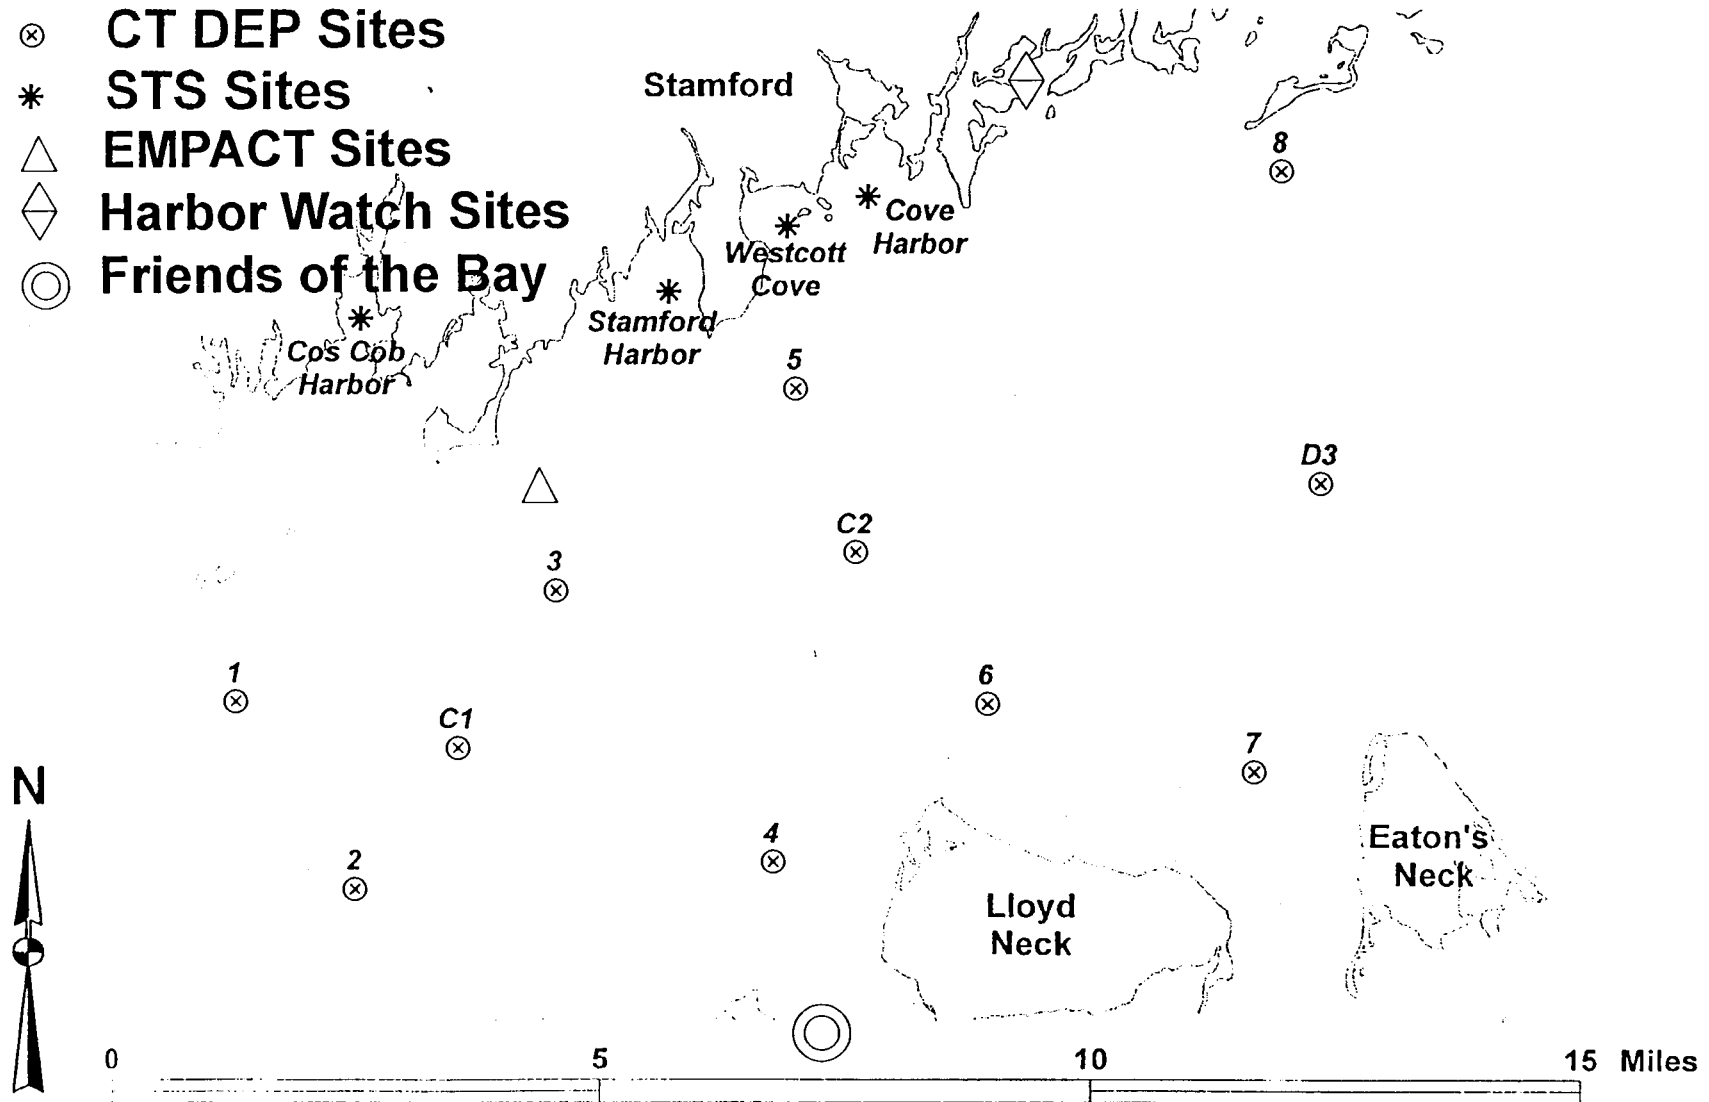 CT DEP Sites
STS Sites
EMPACT Sites
Harbor Watch Sites
Friends of the Bay
Stamford
8
Cove
Harbor
Westcott
Cove
Stamford
Harbor
Cos Cob
Harbor
5
D3
C2
3
1
6
C1
7
N
4
2
Eaton's
Neck
Lloyd
Neck
0 5 10 15 Miles